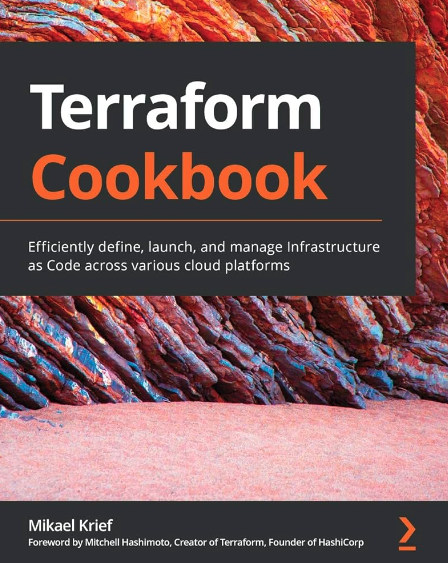 Terraform
Cookbook
Efficiently define, launch, and manage Infrastructure
as Code across various cloud platforms
Mikael Krief
Foreword by Mitchell Hashimoto, Creator of Terraform, Founder of HashiCorp